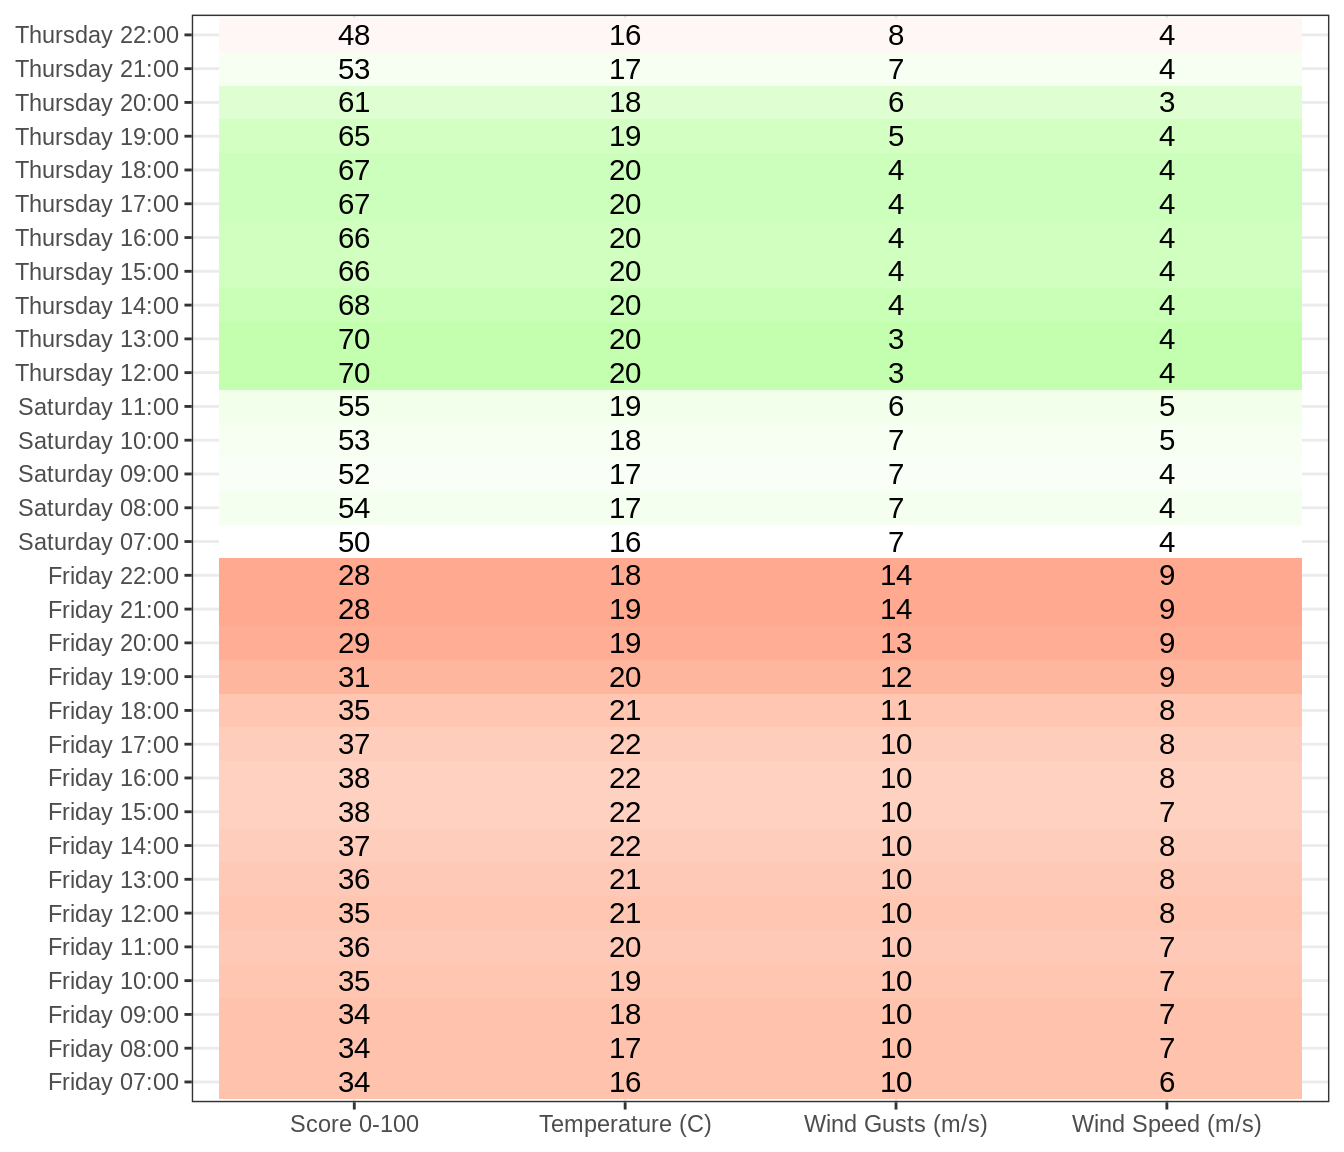 Thursday 22:00 48 16 8 4
Thursday 21:00 53 17 7 4
Thursday 20:00 61 18 6 3
Thursday 19:00 65 19 5 4
Thursday 18:00 67 20 4 4
Thursday 17:00 67 20 4 4
Thursday 16:00 66 20 4 4
Thursday 15:00 66 20 4 4
Thursday 14:00 68 20 4 4
Thursday 13:00 70 20 3 4
Thursday 12:00 70 20 3 4
Saturday 11:00 55 19 6 5
Saturday 10:00 53 18 7 5
Saturday 09:00 52 17 7 4
Saturday 08:00 54 17 7 4
Saturday 07:00 50 16 7 4
Friday 22:00 28 18 14 9
Friday 21:00 28 19 14 9
Friday 20:00 29 19 13 9
Friday 19:00 31 20 12 9
Friday 18:00 35 21 11 8
Friday 17:00 37 22 10 8
Friday 16:00 38 22 10 8
Friday 15:00 38 22 10 7
Friday 14:00 37 22 10 8
Friday 13:00 36 21 10 8
Friday 12:00 35 21 10 8
Friday 11:00 36 20 10 7
Friday 10:00 35 19 10 7
Friday 09:00 34 18 10 7
Friday 08:00 34 17 10 7
Friday 07:00 34 16 10 6
Score 0-100 Temperature (C) Wind Gusts (m/s) Wind Speed (m/s)